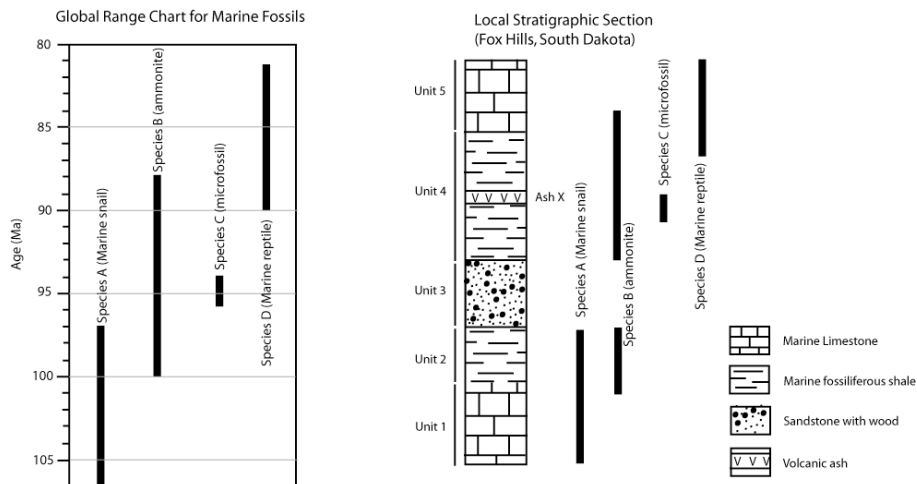 Global Range Chart for Marine Fossils
80
85
90
95
100
105
Age (Ma)
Species A (Marine snail)
Species B (ammonite)
Species C (microfossil)
Species D (Marine reptile)
Local Stratigraphic Section
(Fox Hills, South Dakota)
Unit 5
Unit 4
Unit 3
Unit 2
Unit 1
V V V V
Ash X
Species A (Marine snail)
Species B (ammonite)
Species C (microfossil)
Species D (Marine reptile)
Marine Limestone
Marine fossiliferous shale
Sandstone with wood
V V V
Volcanic ash